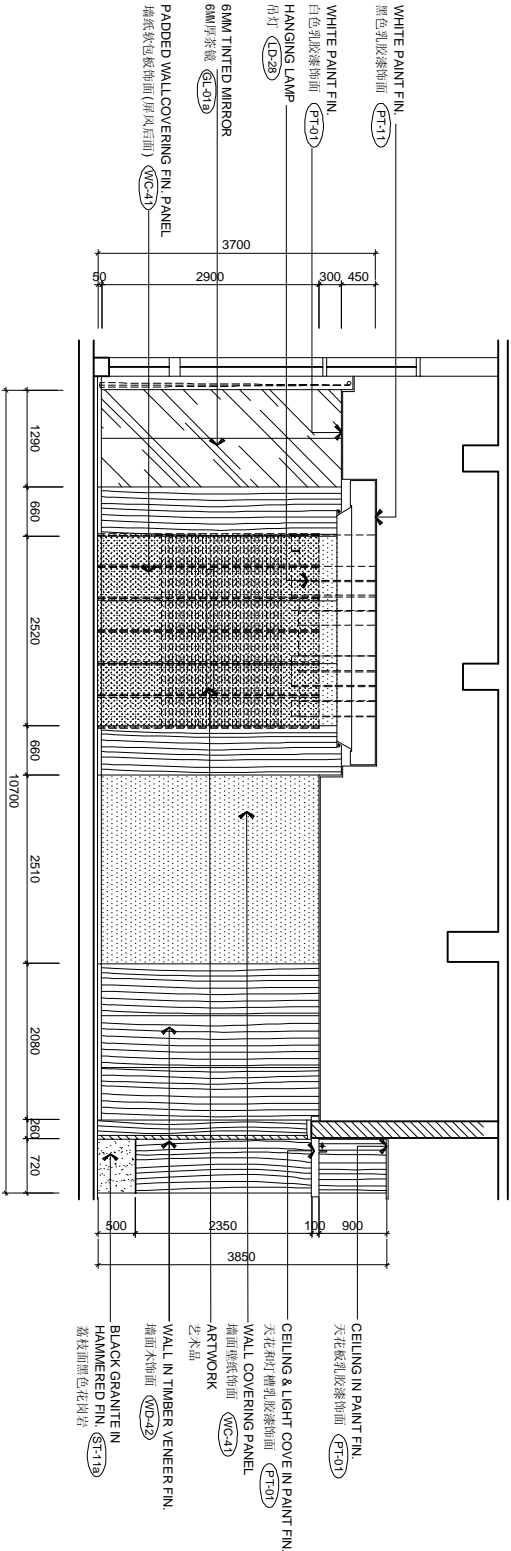 WHITE PAINT FIN.
黑色乳胶漆饰面 PT-11
WHITE PAINT FIN.
白色乳胶漆饰面 PT-01
HANGING LAMP
吊灯 LD-28
6MM TINTED MIRROR
6MM厚茶镜 GL-01a
PADDED WALLCOVERING FIN. PANEL
墙纸软包板饰面(屏风后面) WC-41
3700
50
2900
300
450
1290
660
2520
660
2510
2080
260
720
10700
500
2350
100
900
3850
CEILING IN PAINT FIN.
天花板乳胶漆饰面 PT-01
CEILING & LIGHT COVE IN PAINT FIN.
天花和灯槽乳胶漆饰面 PT-01
WALL COVERING PANEL
墙面壁纸饰面 WC-41
ARTWORK
艺术品
WALL IN TIMBER VENEER FIN.
墙面木饰面 WD-42
BLACK GRANITE IN
HAMMERED FIN. ST-11a
荔枝面黑色花岗岩